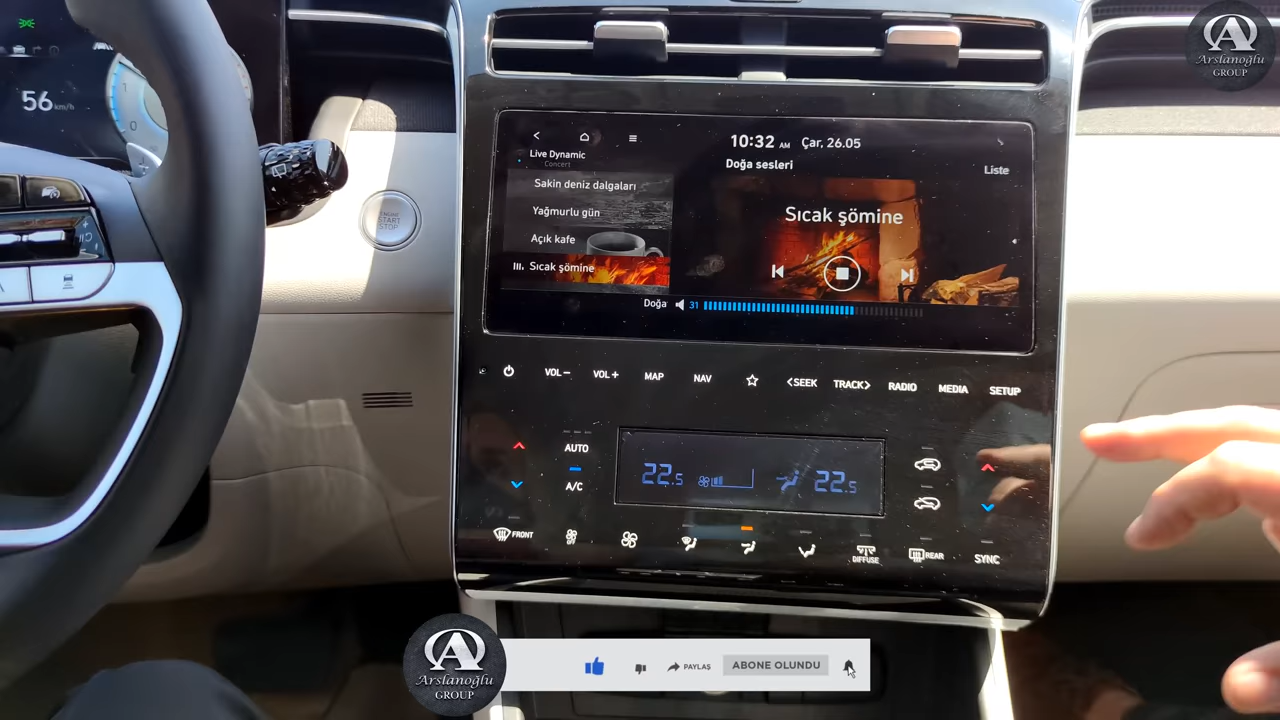 Arslanoğlu
GROUP
56 km/h
ENGINE
START
STOP
10:32 AM Çar, 26.05
Live Dynamic
Concert
Doğa sesleri
Liste
Sakin deniz dalgaları
Yağmurlu gün
Açık kafe
Sıcak şömine
Sıcak şömine
Doğa 31
VOL− VOL+ MAP NAV <SEEK TRACK> RADIO MEDIA SETUP
AUTO
A/C
22.5 22.5
FRONT OFF DIFFUSE REAR SYNC
Arslanoğlu
GROUP
PAYLAŞ ABONE OLUNDU